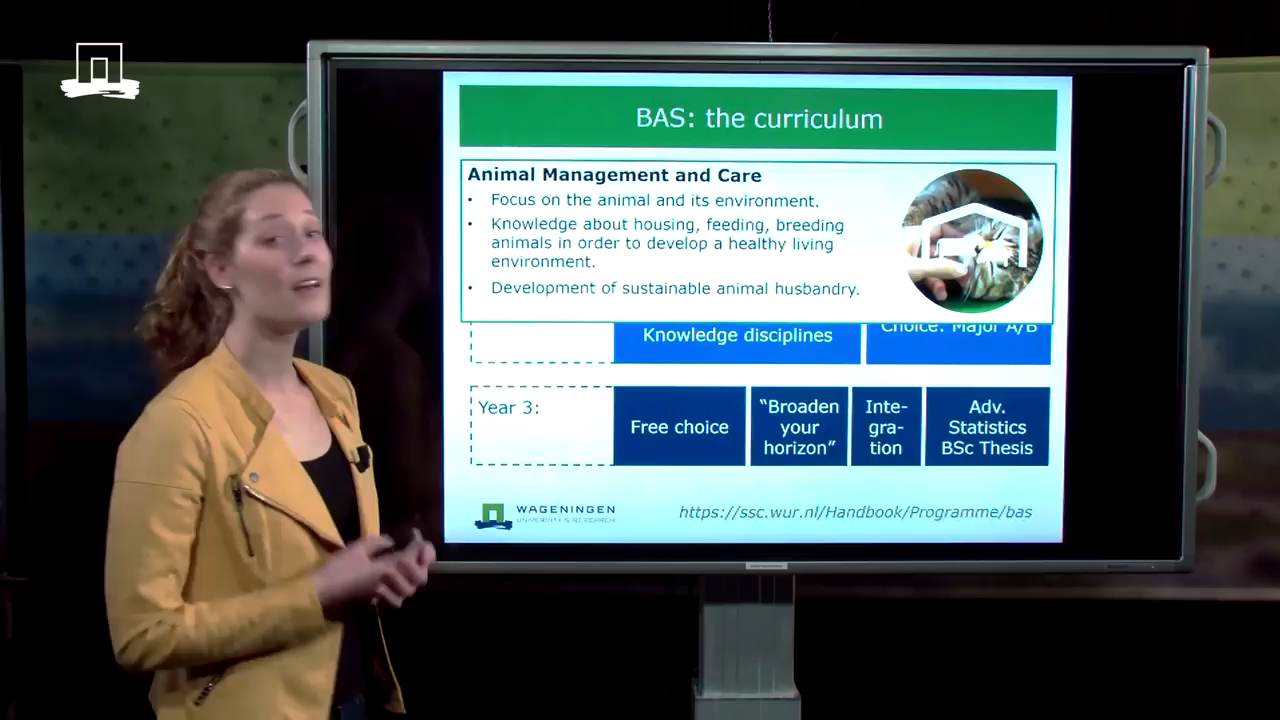 BAS: the curriculum
Animal Management and Care
• Focus on the animal and its environment.
• Knowledge about housing, feeding, breeding
animals in order to develop a healthy living
environment.
• Development of sustainable animal husbandry.
Knowledge disciplines
Choice: Major A/B
Year 3:
Free choice
"Broaden
your
horizon"
Inte-
gra-
tion
Adv.
Statistics
BSc Thesis
WAGENINGEN
UNIVERSITY & RESEARCH
https://ssc.wur.nl/Handbook/Programme/bas